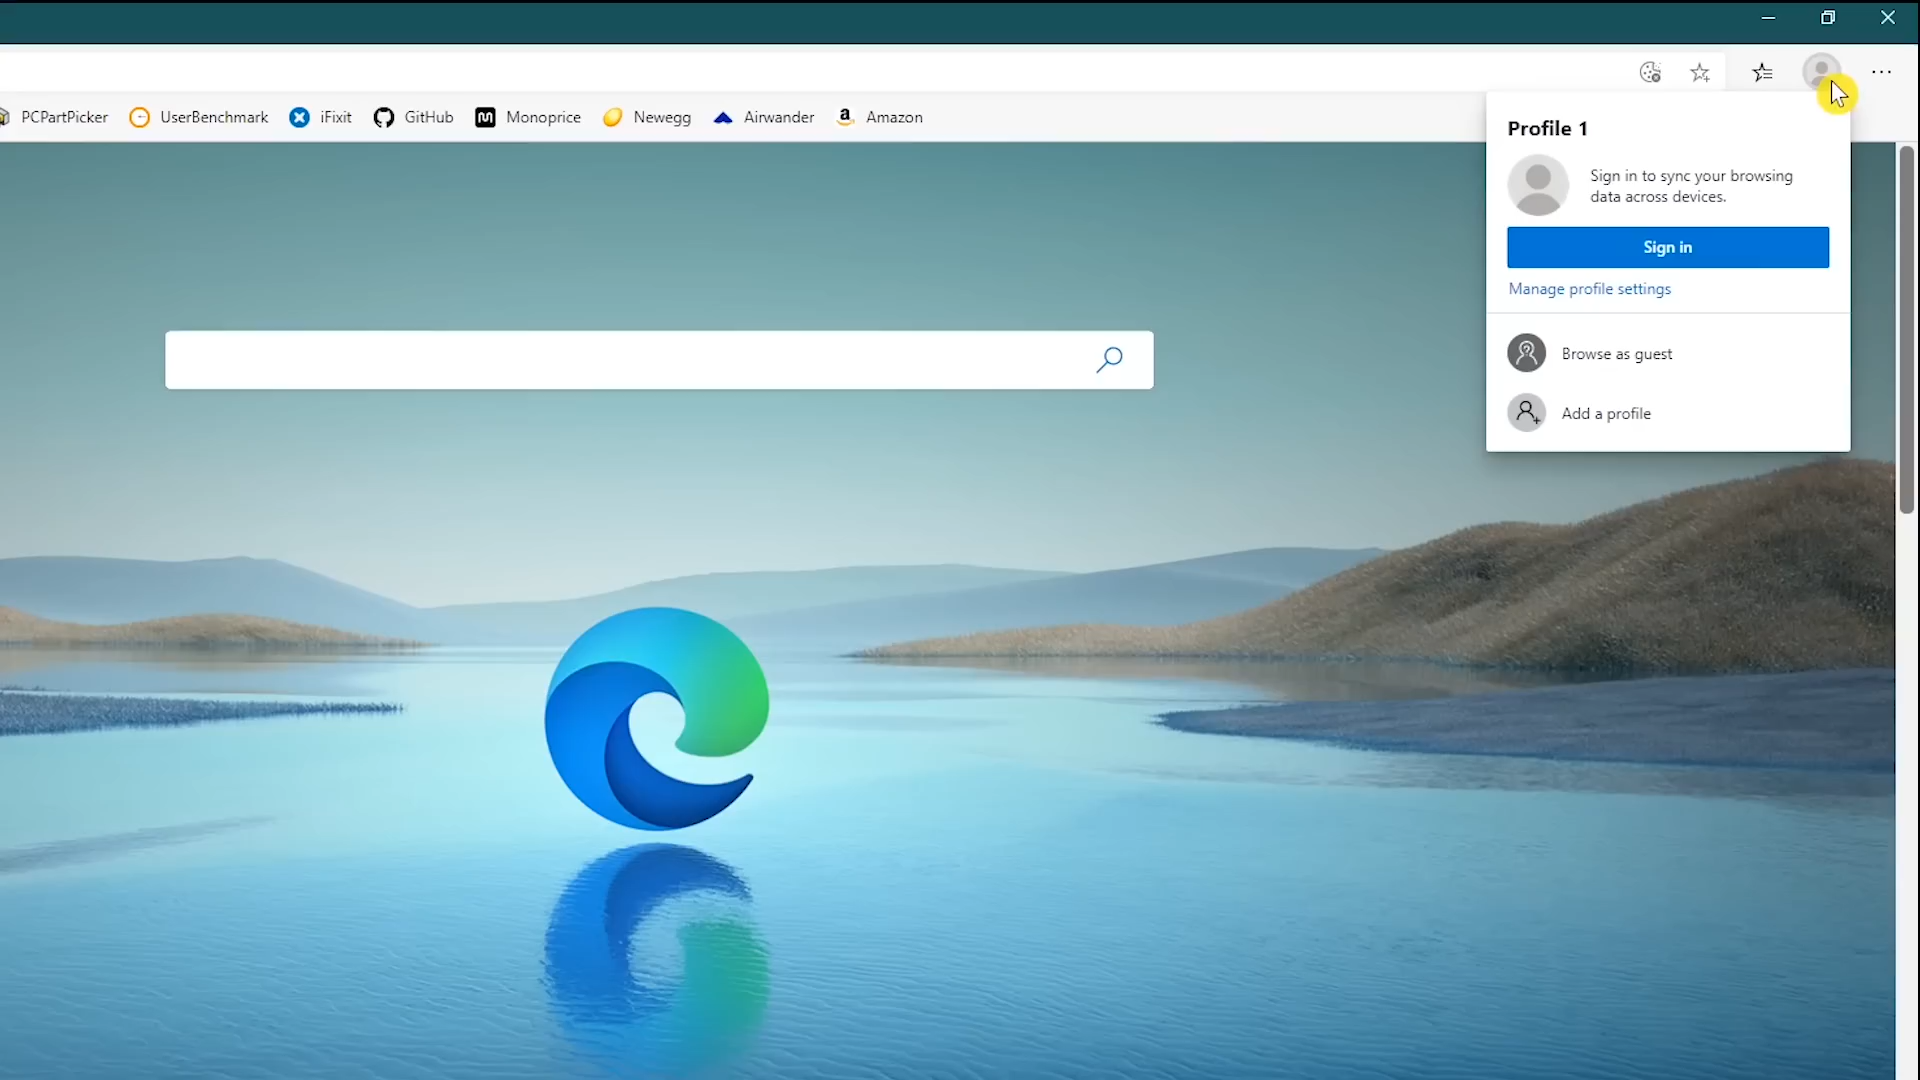 PCPartPicker UserBenchmark iFixit GitHub Monoprice Newegg Airwander Amazon
Profile 1
Sign in to sync your browsing
data across devices.
Sign in
Manage profile settings
Browse as guest
Add a profile